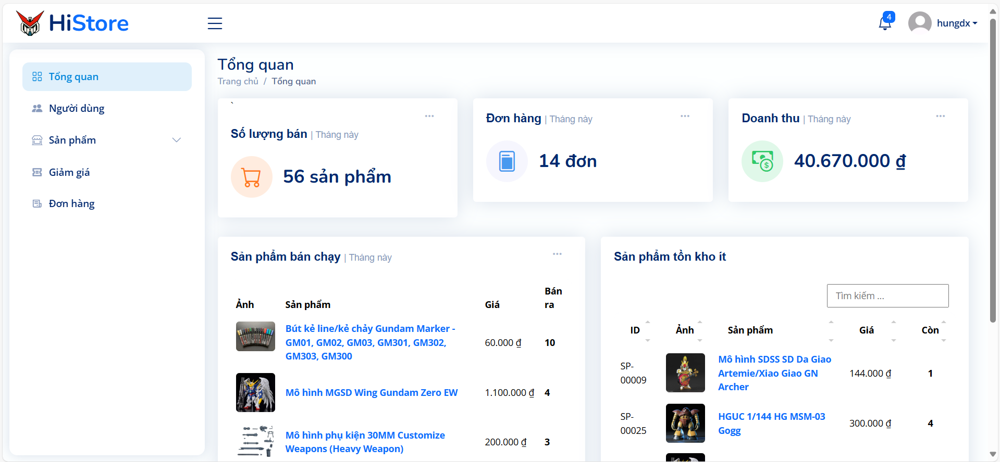 HiStore
4
hungdx
Tổng quan
Người dùng
Sản phẩm
Giảm giá
Đơn hàng
Tổng quan
Trang chủ / Tổng quan
`
Số lượng bán | Tháng này
56 sản phẩm
Đơn hàng | Tháng này
14 đơn
Doanh thu | Tháng này
40.670.000 ₫
Sản phẩm bán chạy | Tháng này
Ảnh Sản phẩm Giá Bán
ra
Bút kẻ line/kẻ chảy Gundam Marker -
GM01, GM02, GM03, GM301, GM302,
GM303, GM300
60.000 ₫ 10
Mô hình MGSD Wing Gundam Zero EW 1.100.000 ₫ 4
Mô hình phụ kiện 30MM Customize
Weapons (Heavy Weapon)
200.000 ₫ 3
Sản phẩm tồn kho ít
Tìm kiếm ...
ID Ảnh Sản phẩm Giá Còn
SP-
00009
Mô hình SDSS SD Da Giao
Artemie/Xiao Giao GN
Archer
144.000 ₫ 1
SP-
00025
HGUC 1/144 HG MSM-03
Gogg
300.000 ₫ 4